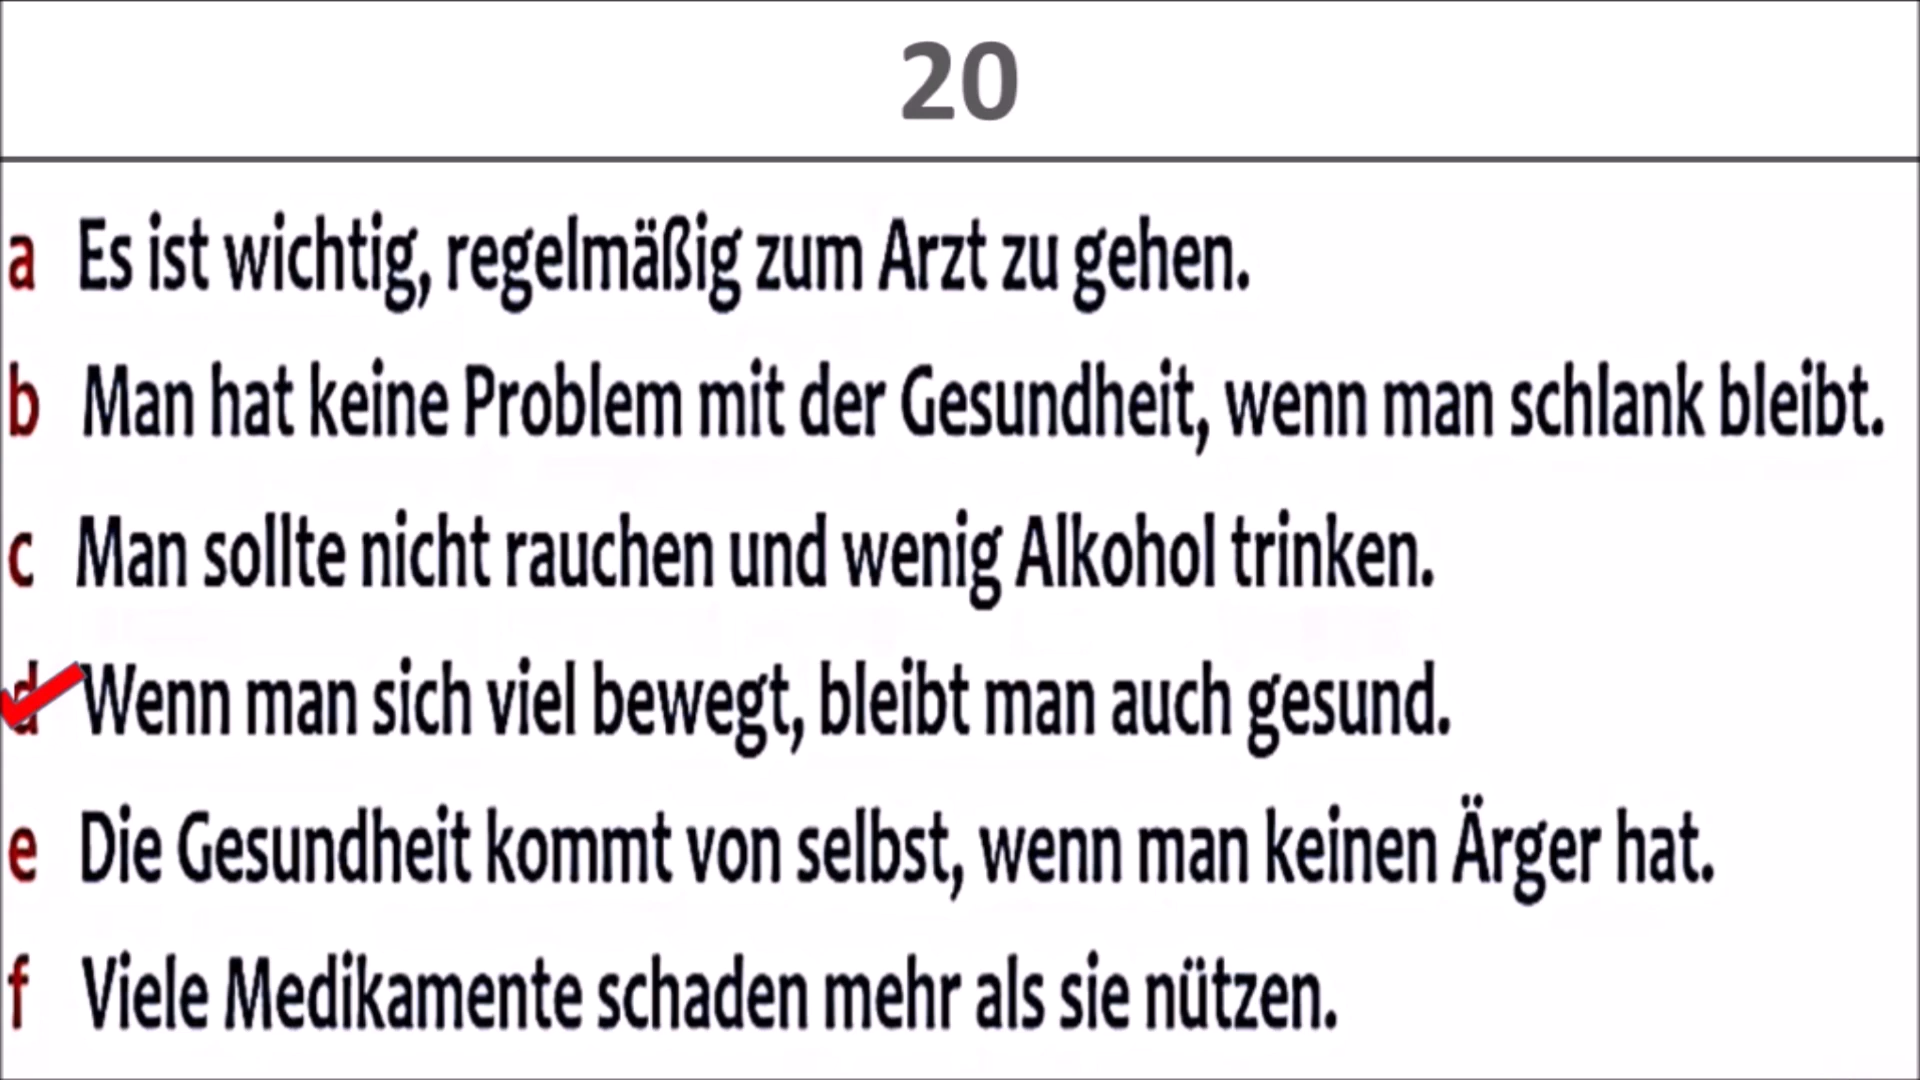 20
a Es ist wichtig, regelmäßig zum Arzt zu gehen.
b Man hat keine Problem mit der Gesundheit, wenn man schlank bleibt.
c Man sollte nicht rauchen und wenig Alkohol trinken.
d Wenn man sich viel bewegt, bleibt man auch gesund.
e Die Gesundheit kommt von selbst, wenn man keinen Ärger hat.
f Viele Medikamente schaden mehr als sie nützen.